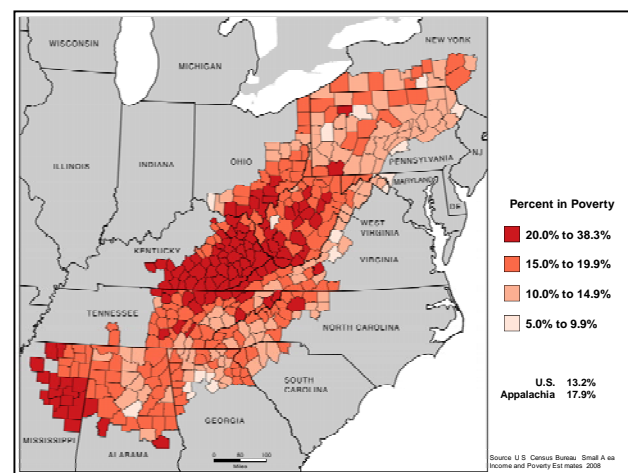 WISCONSIN
MICHIGAN
NEW YORK
ILLINOIS
INDIANA
OHIO
PENNSYLVANIA
NJ
MARYLAND
DE
WEST
VIRGINIA
KENTUCKY
VIRGINIA
TENNESSEE
NORTH CAROLINA
SOUTH
CAROLINA
MISSISSIPPI
ALABAMA
GEORGIA
0 50 100
Miles
Percent in Poverty
20.0% to 38.3%
15.0% to 19.9%
10.0% to 14.9%
5.0% to 9.9%
U.S. 13.2%
Appalachia 17.9%
Source U S Census Bureau Small A ea
Income and Poverty Est mates 2008